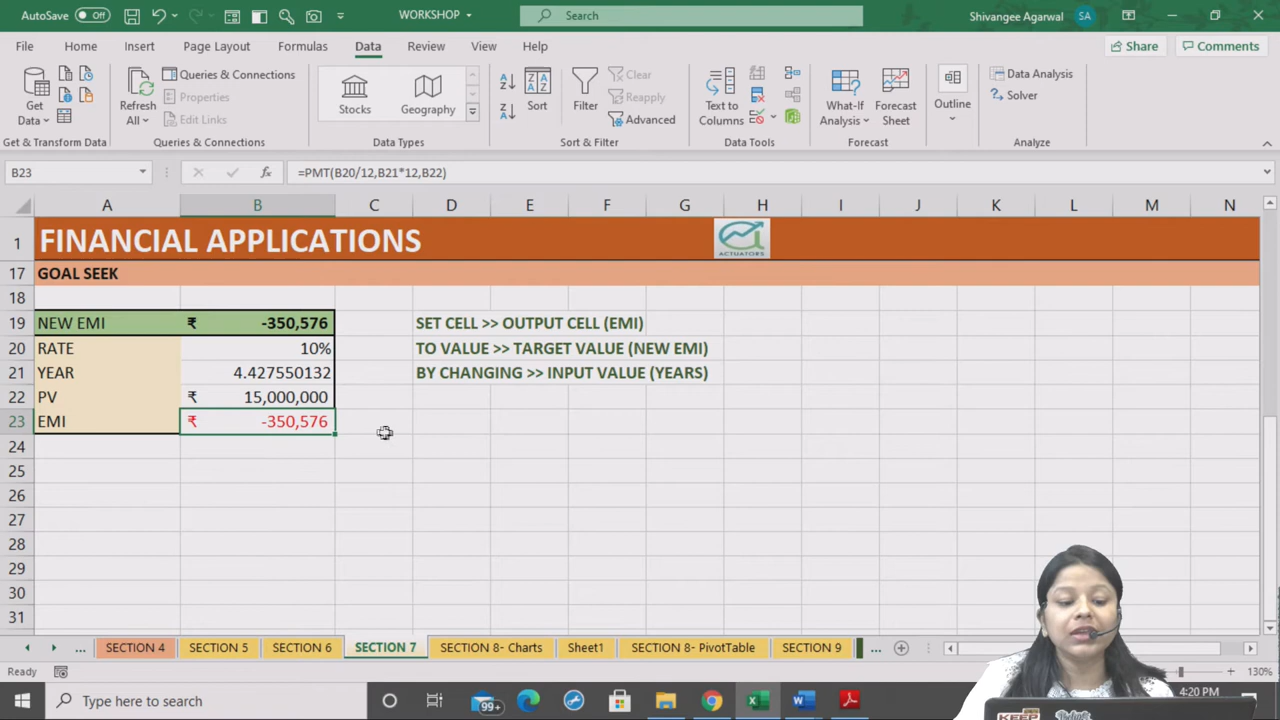 AutoSave Off WORKSHOP Search Shivangee Agarwal SA
File Home Insert Page Layout Formulas Data Review View Help Share Comments
Get Data
Refresh All
Queries & Connections
Properties
Edit Links
Stocks
Geography
Sort
Filter
Clear
Reapply
Advanced
Text to Columns
What-If Analysis
Forecast Sheet
Outline
Data Analysis
Solver
Get & Transform Data Queries & Connections Data Types Sort & Filter Data Tools Forecast Analyze
B23 fx =PMT(B20/12,B21*12,B22)
A B C D E F G H I J K L M N
1 FINANCIAL APPLICATIONS
ACTUATORS
17 GOAL SEEK
18
19 NEW EMI ₹ -350,576 SET CELL >> OUTPUT CELL (EMI)
20 RATE 10% TO VALUE >> TARGET VALUE (NEW EMI)
21 YEAR 4.427550132 BY CHANGING >> INPUT VALUE (YEARS)
22 PV ₹ 15,000,000
23 EMI ₹ -350,576
24
25
26
27
28
29
30
31
... SECTION 4 SECTION 5 SECTION 6 SECTION 7 SECTION 8- Charts Sheet1 SECTION 8- PivotTable SECTION 9 ...
Ready 130%
Type here to search 99+ 4:20 PM
KEEP